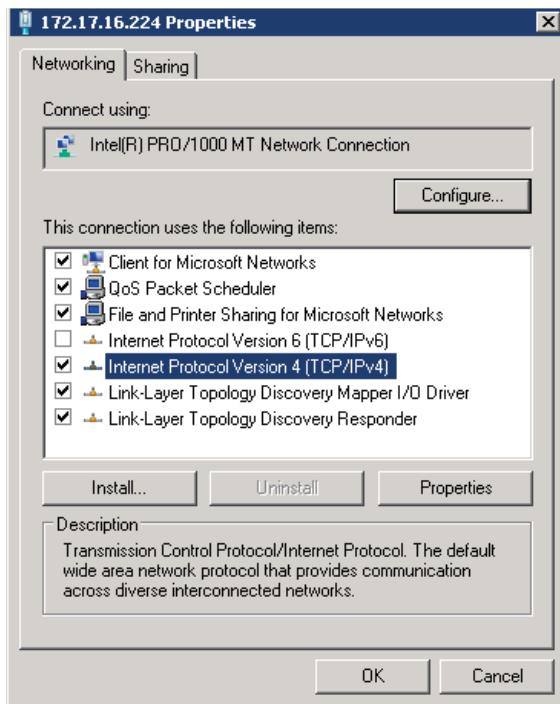 172.17.16.224 Properties
Networking
Sharing
Connect using:
Intel(R) PRO/1000 MT Network Connection
Configure...
This connection uses the following items:
Client for Microsoft Networks
QoS Packet Scheduler
File and Printer Sharing for Microsoft Networks
Internet Protocol Version 6 (TCP/IPv6)
Internet Protocol Version 4 (TCP/IPv4)
Link-Layer Topology Discovery Mapper I/O Driver
Link-Layer Topology Discovery Responder
Install...
Uninstall
Properties
Description
Transmission Control Protocol/Internet Protocol. The default
wide area network protocol that provides communication
across diverse interconnected networks.
OK
Cancel